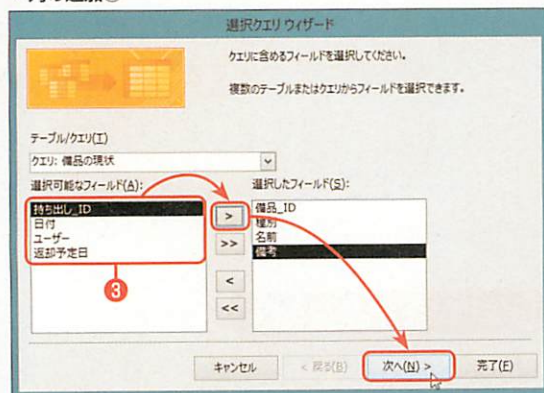 選択クエリ ウィザード
クエリに含めるフィールドを選択してください。
複数のテーブルまたはクエリからフィールドを選択できます。
テーブル/クエリ(T)
クエリ: 備品の現状
選択可能なフィールド(A):
選択したフィールド(S):
持ち出し_ID
日付
ユーザー
返却予定日
>
>>
<
<<
備品_ID
種別
名前
備考
3
キャンセル
< 戻る(B)
次へ(N) >
完了(F)